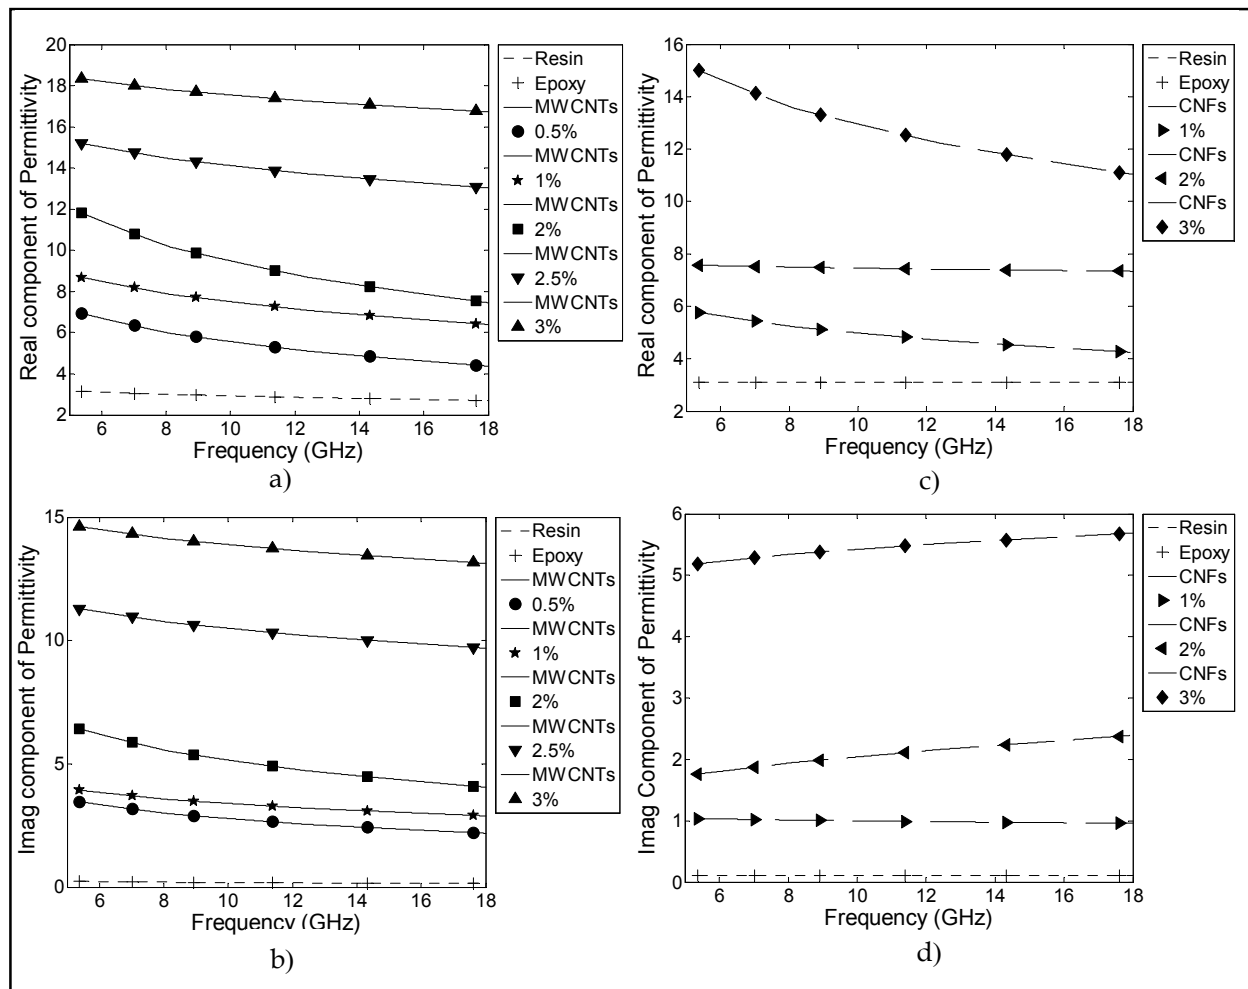 20
18
16
14
12
10
8
6
4
2
Real component of Permittivity
6 8 10 12 14 16 18
Frequency (GHz)
a)
Resin
Epoxy
MWCNTs
0.5%
MWCNTs
1%
MWCNTs
2%
MWCNTs
2.5%
MWCNTs
3%
16
14
12
10
8
6
4
2
Real component of Permittivity
6 8 10 12 14 16 18
Frequency (GHz)
c)
Resin
Epoxy
CNFs
1%
CNFs
2%
CNFs
3%
15
10
5
0
Imag component of Permittivity
6 8 10 12 14 16 18
Frequency (GHz)
b)
Resin
Epoxy
MWCNTs
0.5%
MWCNTs
1%
MWCNTs
2%
MWCNTs
2.5%
MWCNTs
3%
6
5
4
3
2
1
0
Imag Component of Permittivity
6 8 10 12 14 16 18
Frequency (GHz)
d)
Resin
Epoxy
CNFs
1%
CNFs
2%
CNFs
3%